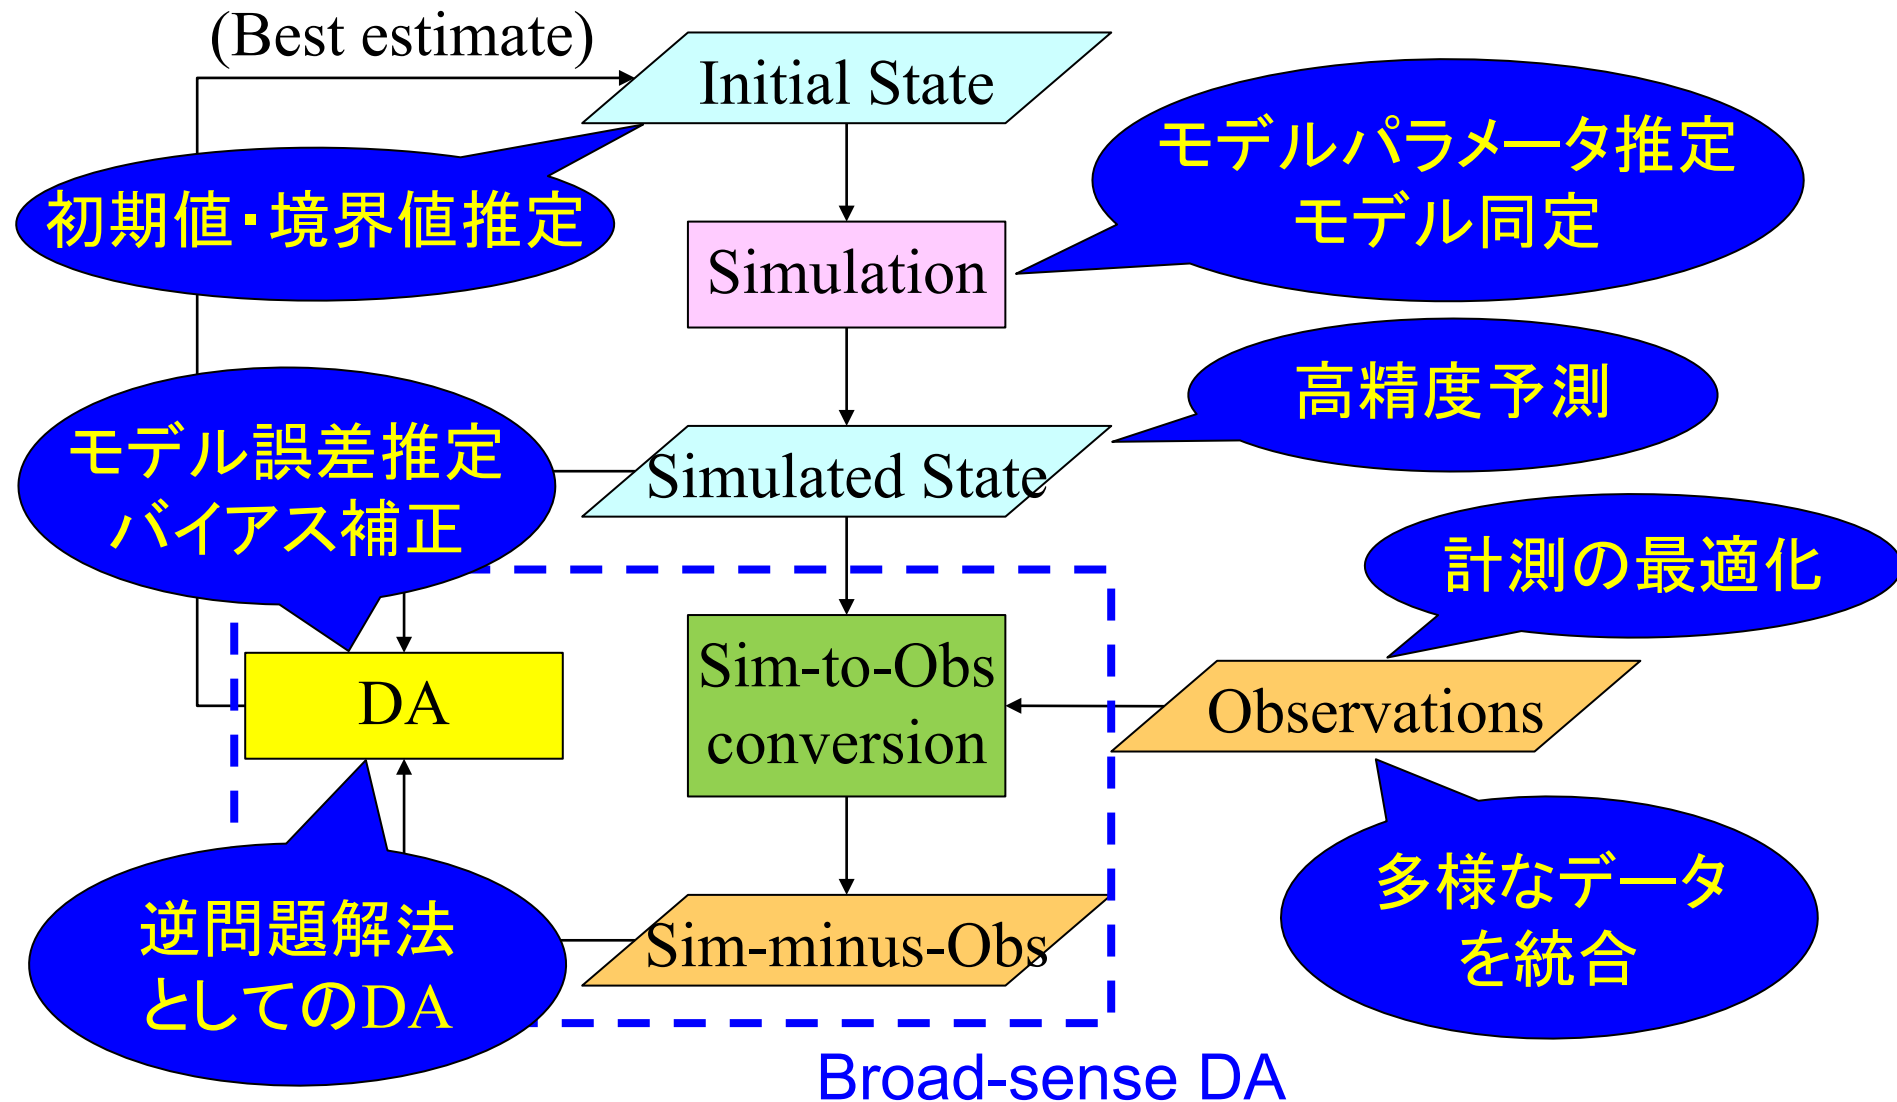 (Best estimate)
Initial State
初期値・境界値推定
モデルパラメータ推定
モデル同定
Simulation
高精度予測
モデル誤差推定
バイアス補正
Simulated State
計測の最適化
DA
Sim-to-Obs
conversion
Observations
逆問題解法
としてのDA
Sim-minus-Obs
多様なデータ
を統合
Broad-sense DA